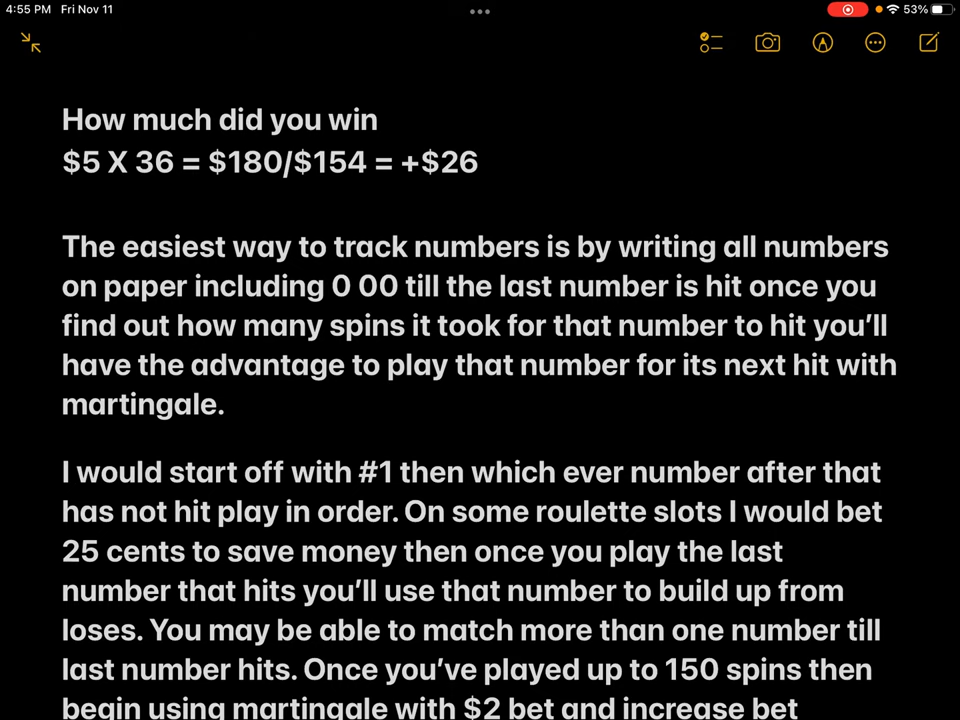 4:55 PM Fri Nov 11
53%
How much did you win
$5 X 36 = $180/$154 = +$26
The easiest way to track numbers is by writing all numbers
on paper including 0 00 till the last number is hit once you
find out how many spins it took for that number to hit you’ll
have the advantage to play that number for its next hit with
martingale.
I would start off with #1 then which ever number after that
has not hit play in order. On some roulette slots I would bet
25 cents to save money then once you play the last
number that hits you’ll use that number to build up from
loses. You may be able to match more than one number till
last number hits. Once you’ve played up to 150 spins then
begin using martingale with $2 bet and increase bet